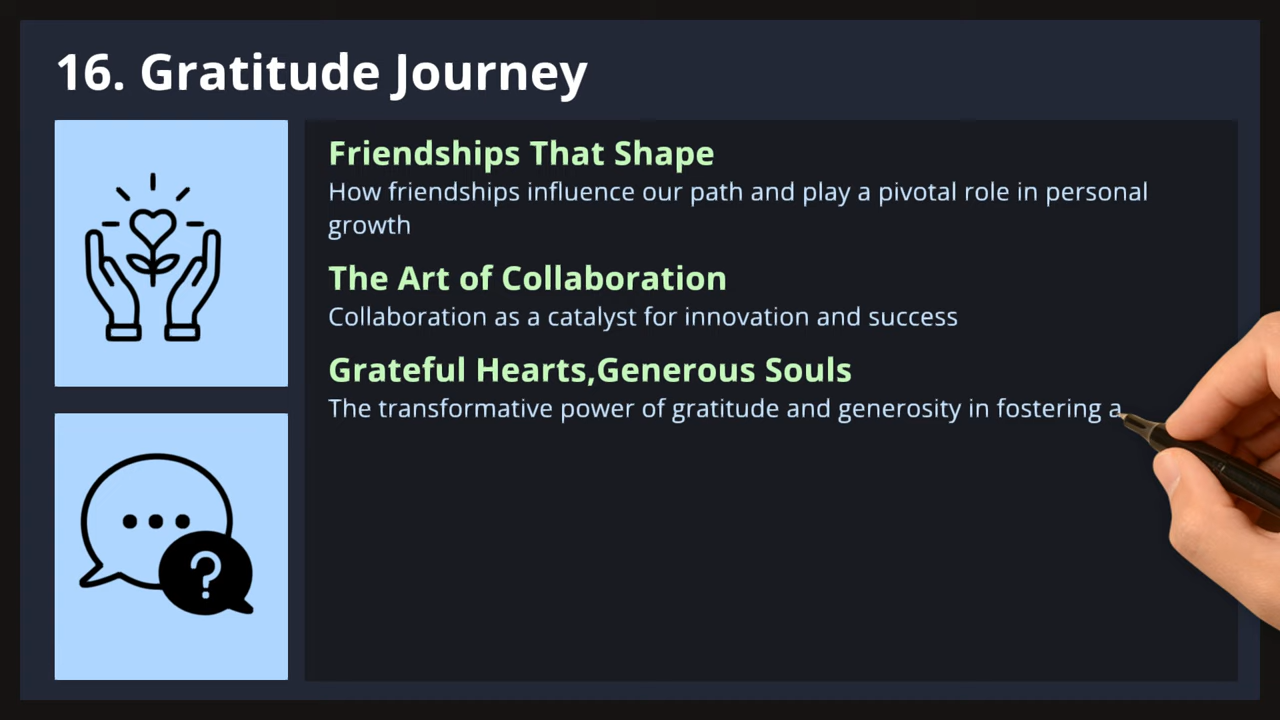 16. Gratitude Journey
Friendships That Shape
How friendships influence our path and play a pivotal role in personal
growth
The Art of Collaboration
Collaboration as a catalyst for innovation and success
Grateful Hearts,Generous Souls
The transformative power of gratitude and generosity in fostering a
?